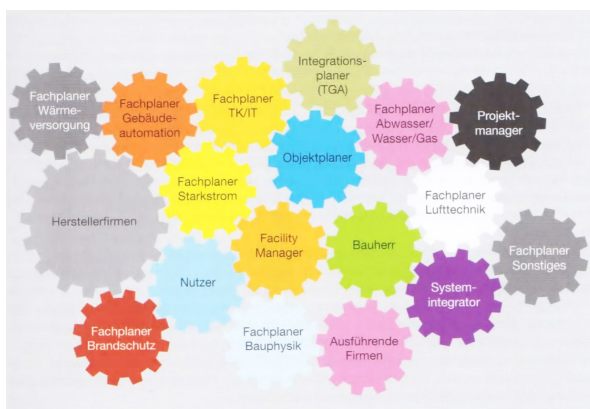 Fachplaner
Wärme-
versorgung
Fachplaner
Gebäude-
automation
Fachplaner
TK/IT
Integrations-
planer
(TGA)
Fachplaner
Abwasser/
Wasser/Gas
Projekt-
manager
Objektplaner
Fachplaner
Starkstrom
Fachplaner
Lufttechnik
Herstellerfirmen
Facility
Manager
Bauherr
Fachplaner
Sonstiges
Nutzer
System-
integrator
Fachplaner
Brandschutz
Fachplaner
Bauphysik
Ausführende
Firmen